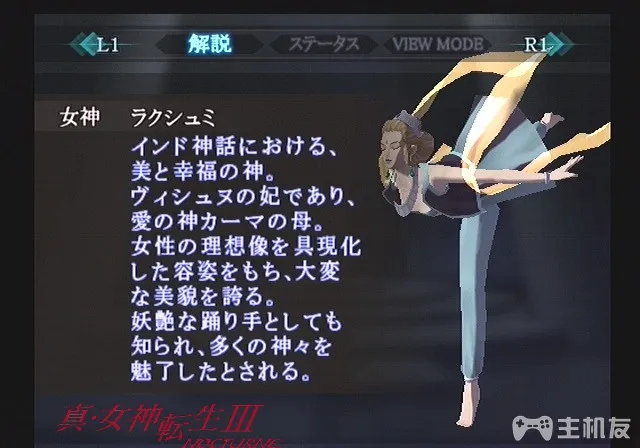 L1 解説 ステータス VIEW MODE R1
女神 ラクシュミ
インド神話における、
美と幸福の神。
ヴィシュヌの妃であり、
愛の神カーマの母。
女性の理想像を具現化
した容姿をもち、大変
な美貌を誇る。
妖艶な踊り手としても
知られ、多くの神々を
魅了したとされる。
真・女神転生III
NOCTURNE
主机友